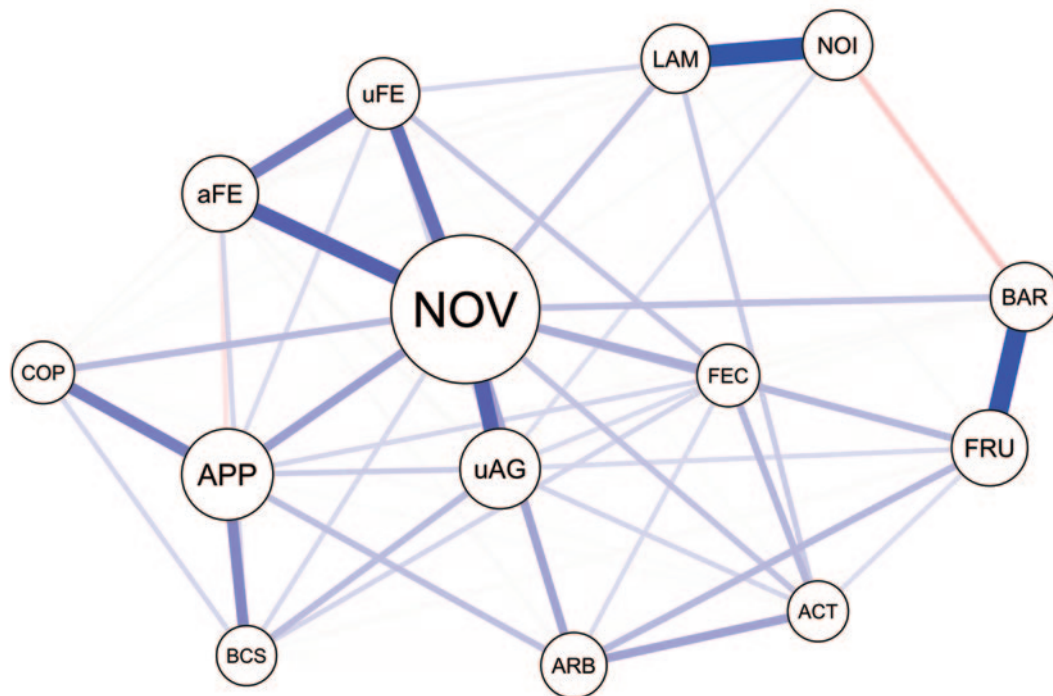 NOI
LAM
uFE
aFE
BAR
NOV
COP
FEC
FRU
APP
uAG
ACT
BCS
ARB